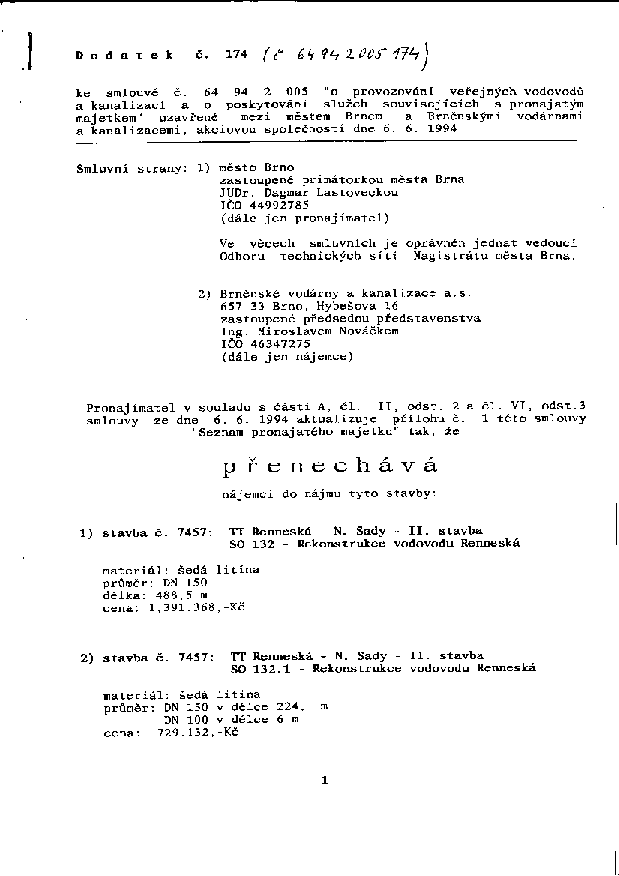 Dodatek č. 174 (č 64 94 2 005 174)
ke smlouvě č. 64 94 2 005 "o provozování veřejných vodovodů
a kanalizací a o poskytování služeb souvisejících s pronajatým
majetkem" uzavřené mezi městem Brnem a Brněnskými vodárnami
a kanalizacemi, akciovou společností dne 6. 6. 1994
Smluvní strany: 1) město Brno
zastoupené primátorkou města Brna
JUDr. Dagmar Lastoveckou
IČO 44992785
(dále jen pronajímatel)
Ve věcech smluvních je oprávněn jednat vedoucí
Odboru technických sítí Magistrátu města Brna.
2) Brněnské vodárny a kanalizace a.s.
657 33 Brno, Hybešova 16
zastoupené předsedou představenstva
Ing. Miroslavem Nováčkem
IČO 46347275
(dále jen nájemce)
Pronajímatel v souladu s částí A, čl. II, odst. 2 a čl. VI, odst.3
smlouvy ze dne 6. 6. 1994 aktualizuje přílohu č. 1 této smlouvy
"Seznam pronajatého majetku" tak, že
přenechává
nájemci do nájmu tyto stavby:
1) stavba č. 7457: TT Renneská - N. Sady - II. stavba
SO 132 - Rekonstrukce vodovodu Renneská
materiál: šedá litina
průměr: DN 150
délka: 488,5 m
cena: 1,391.368,-Kč
2) stavba č. 7457: TT Renneská - N. Sady - II. stavba
SO 132.1 - Rekonstrukce vodovodu Renneská
materiál: šedá litina
průměr: DN 150 v délce 224, m
DN 100 v délce 6 m
cena: 729.132,-Kč
1